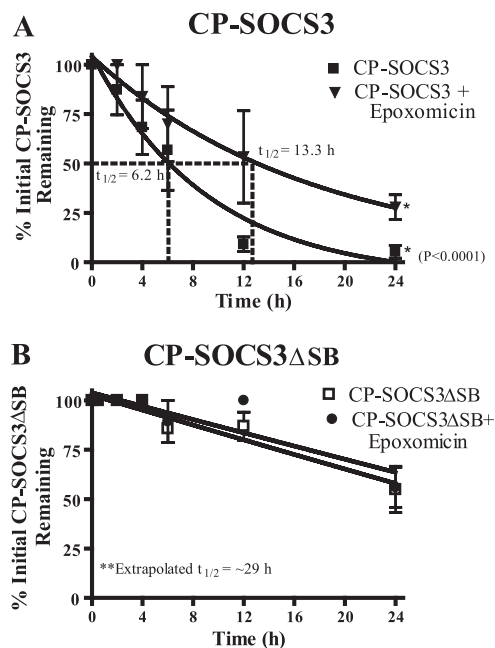 A
CP-SOCS3
% Initial CP-SOCS3
Remaining
100
75
50
25
0
CP-SOCS3
CP-SOCS3 +
Epoxomicin
t1/2 = 13.3 h
t1/2 = 6.2 h
*
* (P<0.0001)
0 4 8 12 16 20 24
Time (h)
B
CP-SOCS3ΔSB
% Initial CP-SOCS3ΔSB
Remaining
100
75
50
25
0
CP-SOCS3ΔSB
CP-SOCS3ΔSB+
Epoxomicin
**Extrapolated t1/2 = ~29 h
0 4 8 12 16 20 24
Time (h)